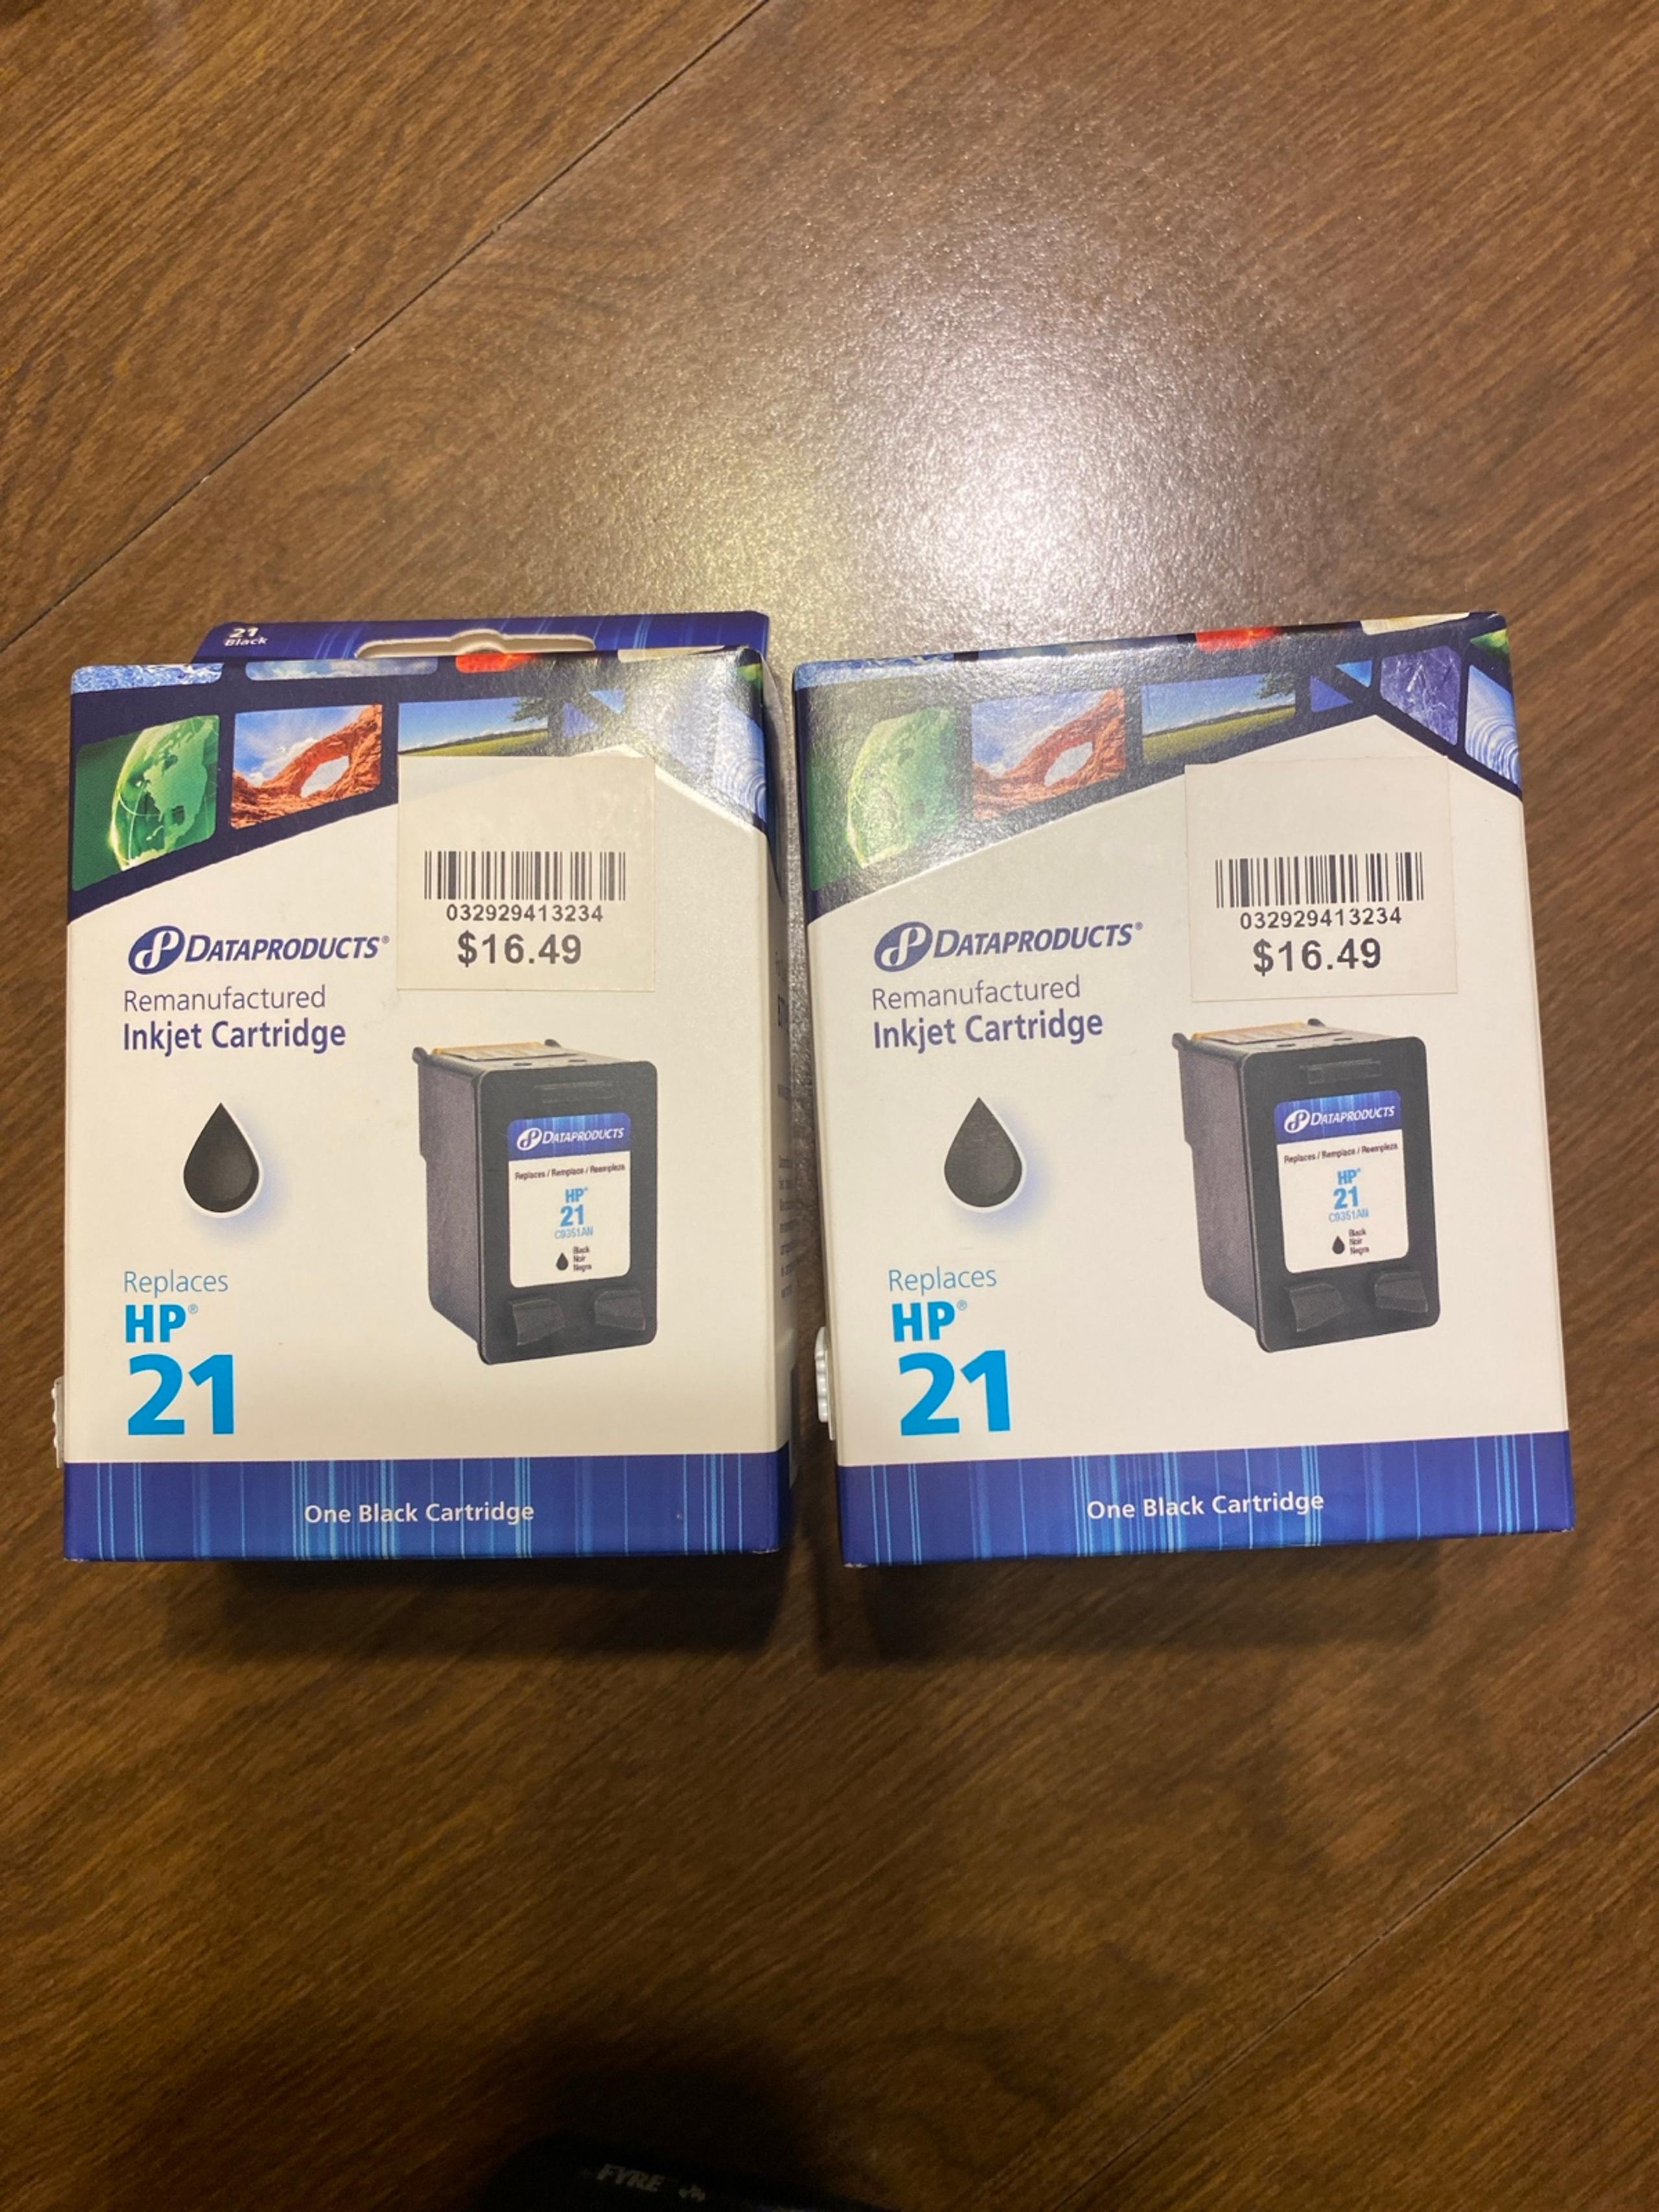 21
Black
032929413234
$16.49
DATAPRODUCTS®
Remanufactured
Inkjet Cartridge
DATAPRODUCTS
Replaces / Remplace / Reemplaza
HP®
21
C9351AN
Black
Noir
Negra
Replaces
HP®
21
One Black Cartridge
032929413234
$16.49
DATAPRODUCTS®
Remanufactured
Inkjet Cartridge
DATAPRODUCTS
Replaces / Remplace / Reemplaza
HP®
21
C9351AN
Black
Noir
Negra
Replaces
HP®
21
One Black Cartridge
FYRE